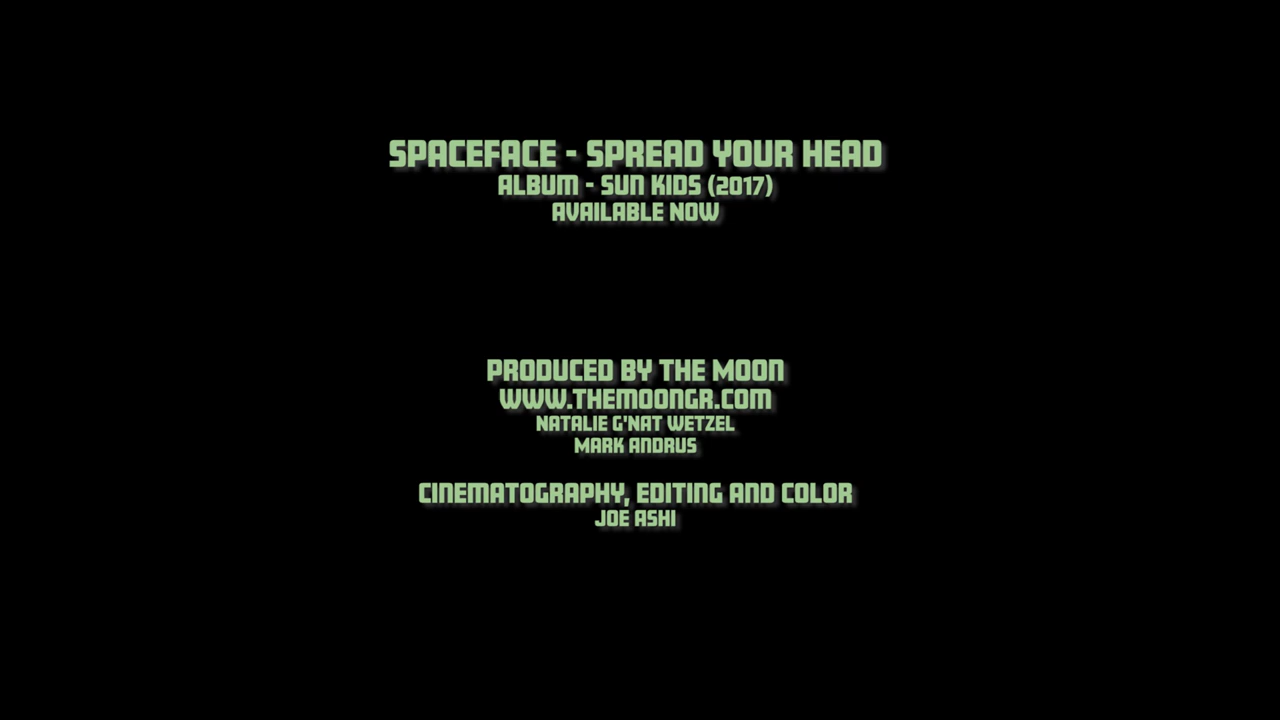 SPACEFACE - SPREAD YOUR HEAD
ALBUM - SUN KIDS (2017)
AVAILABLE NOW
PRODUCED BY THE MOON
WWW.THEMOONGR.COM
NATALIE G'NAT WETZEL
MARK ANDRUS
CINEMATOGRAPHY, EDITING AND COLOR
JOE ASHI